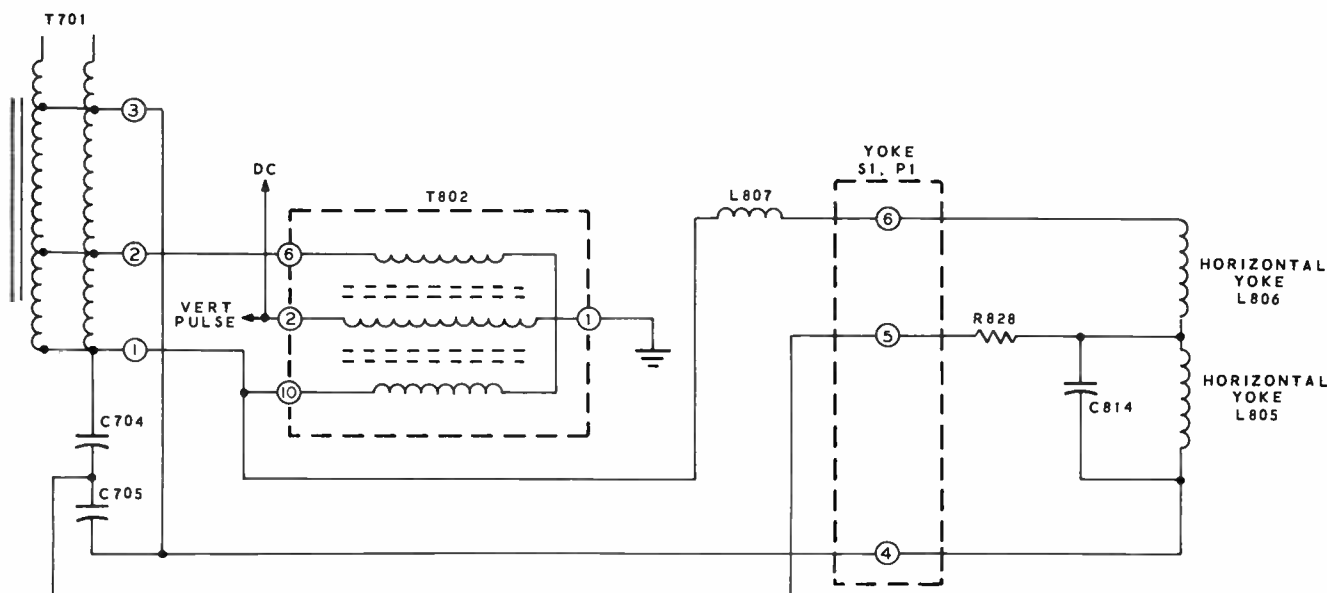 T701
3
DC
T802
YOKE
S1, P1
L807
6
2
6
HORIZONTAL
YOKE
L806
VERT
PULSE
2
1
5
R828
1
10
C814
HORIZONTAL
YOKE
L805
C704
C705
4